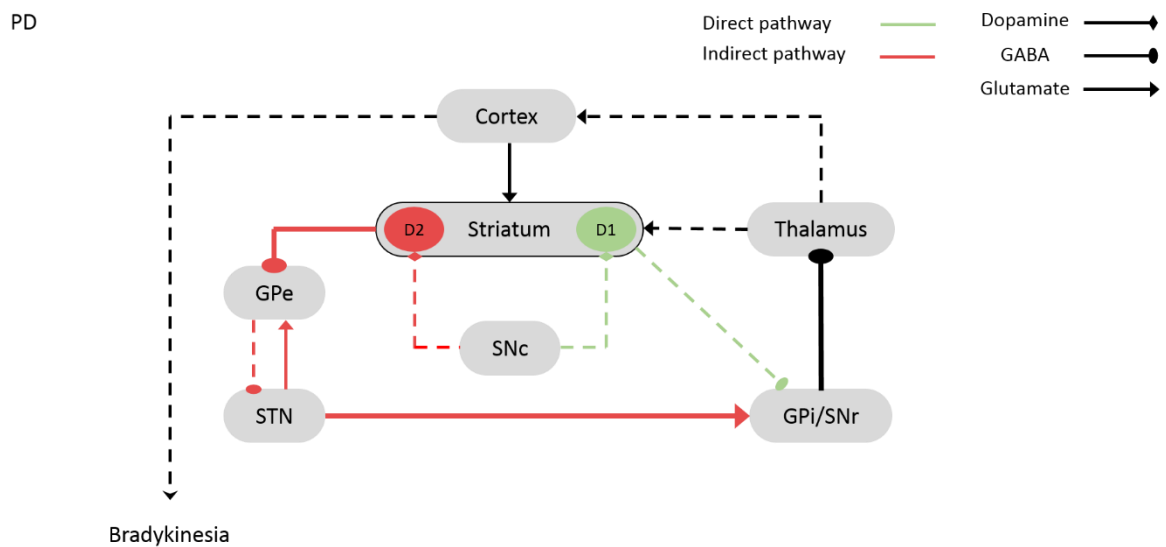 PD
Direct pathway
Dopamine
Indirect pathway
GABA
Glutamate
Cortex
D2
Striatum
D1
Thalamus
GPe
SNc
STN
GPi/SNr
Bradykinesia